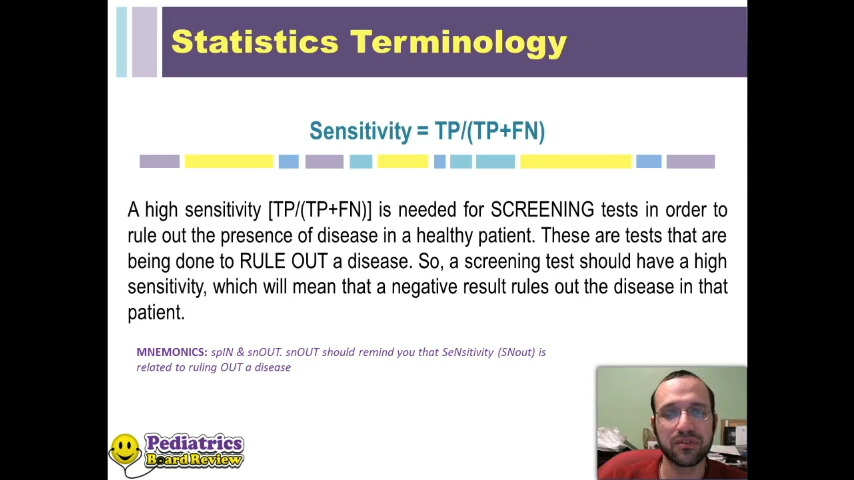 Statistics Terminology
Sensitivity = TP/(TP+FN)
A high sensitivity [TP/(TP+FN)] is needed for SCREENING tests in order to
rule out the presence of disease in a healthy patient. These are tests that are
being done to RULE OUT a disease. So, a screening test should have a high
sensitivity, which will mean that a negative result rules out the disease in that
patient.
MNEMONICS: spIN & snOUT. snOUT should remind you that SeNsitivity (SNout) is
related to ruling OUT a disease
Pediatrics
Board Review